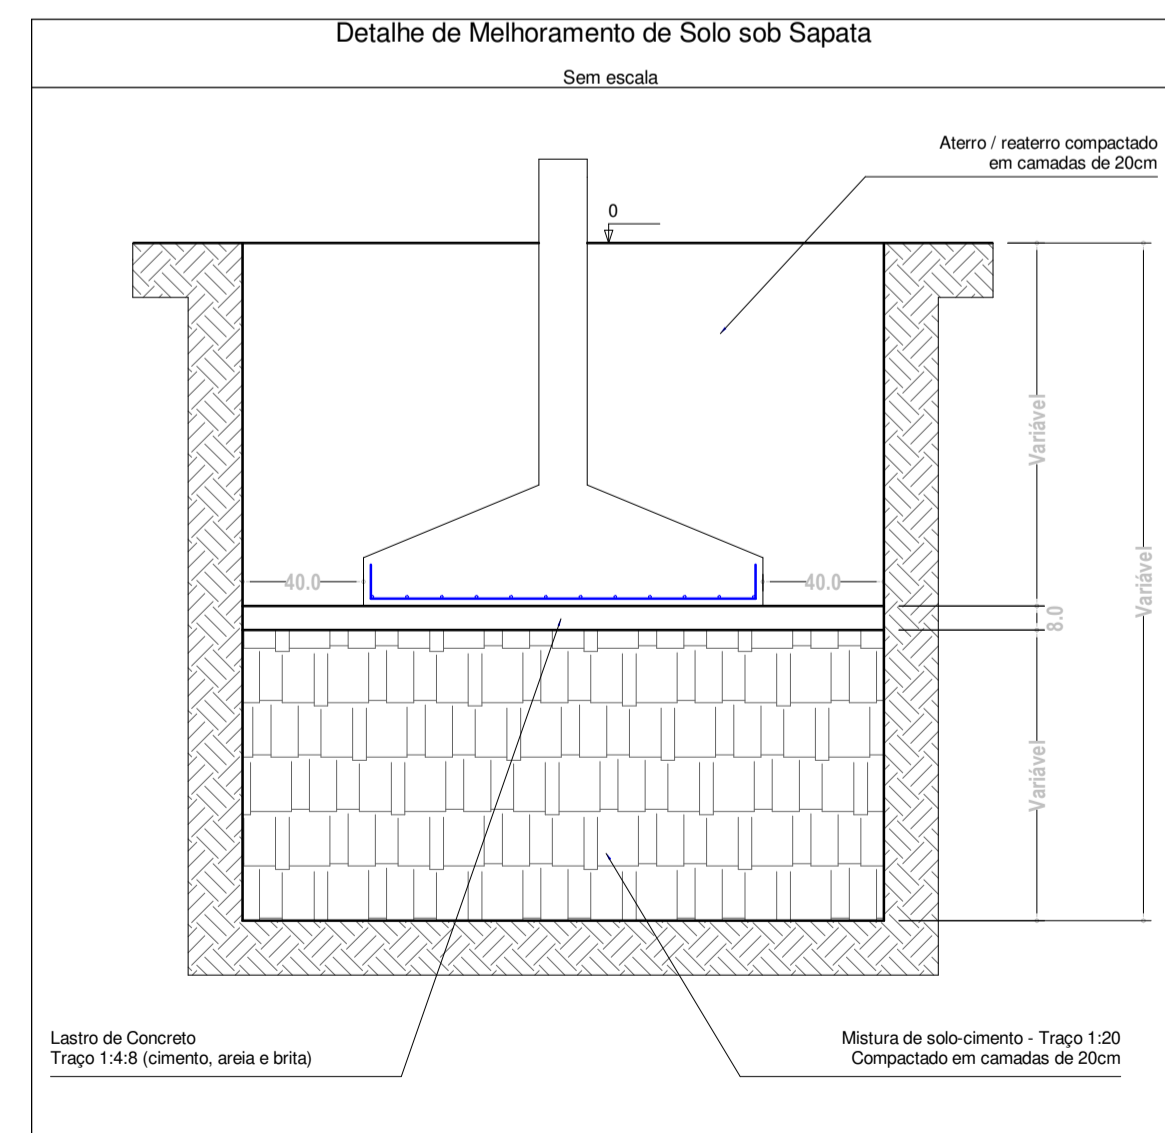 Detalhe de Melhoramento de Solo sob Sapata
Sem escala
Aterro / reaterro compactado
em camadas de 20cm
0
Variável
Variável
40.0
40.0
8.0
Variável
Lastro de Concreto
Traço 1:4:8 (cimento, areia e brita)
Mistura de solo-cimento - Traço 1:20
Compactado em camadas de 20cm